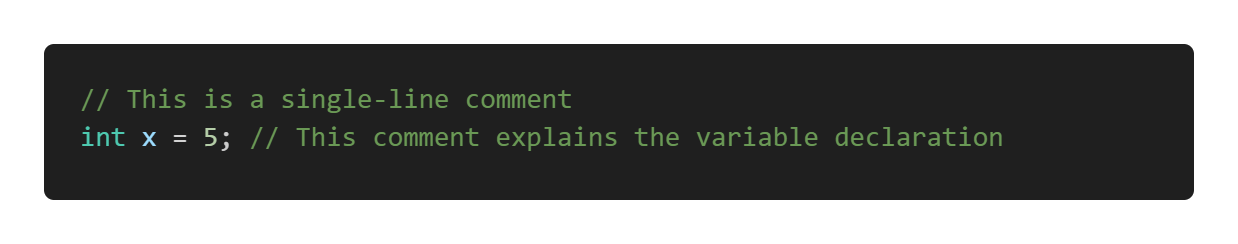 // This is a single-line comment
int x = 5; // This comment explains the variable declaration